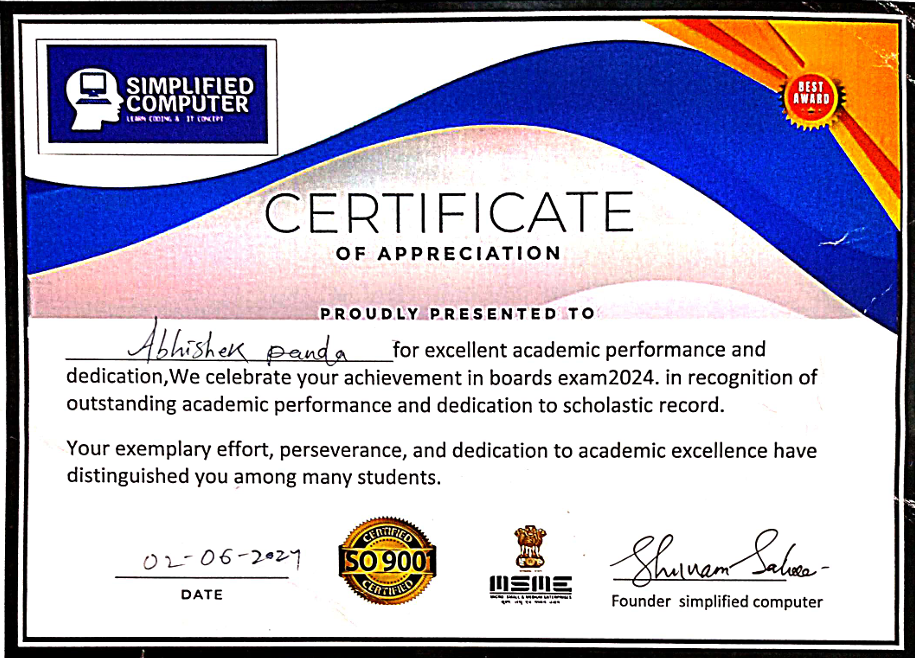 SIMPLIFIED
COMPUTER
LEARN CODING & IT CONCEPT
BEST
AWARD
CERTIFICATE
OF APPRECIATION
PROUDLY PRESENTED TO
Abhishek panda for excellent academic performance and
dedication,We celebrate your achievement in boards exam2024. in recognition of
outstanding academic performance and dedication to scholastic record.
Your exemplary effort, perseverance, and dedication to academic excellence have
distinguished you among many students.
02-06-2024
DATE
CERTIFIED
SO 9001
CERTIFIED
MSME
MICRO, SMALL & MEDIUM ENTERPRISES
Founder simplified computer